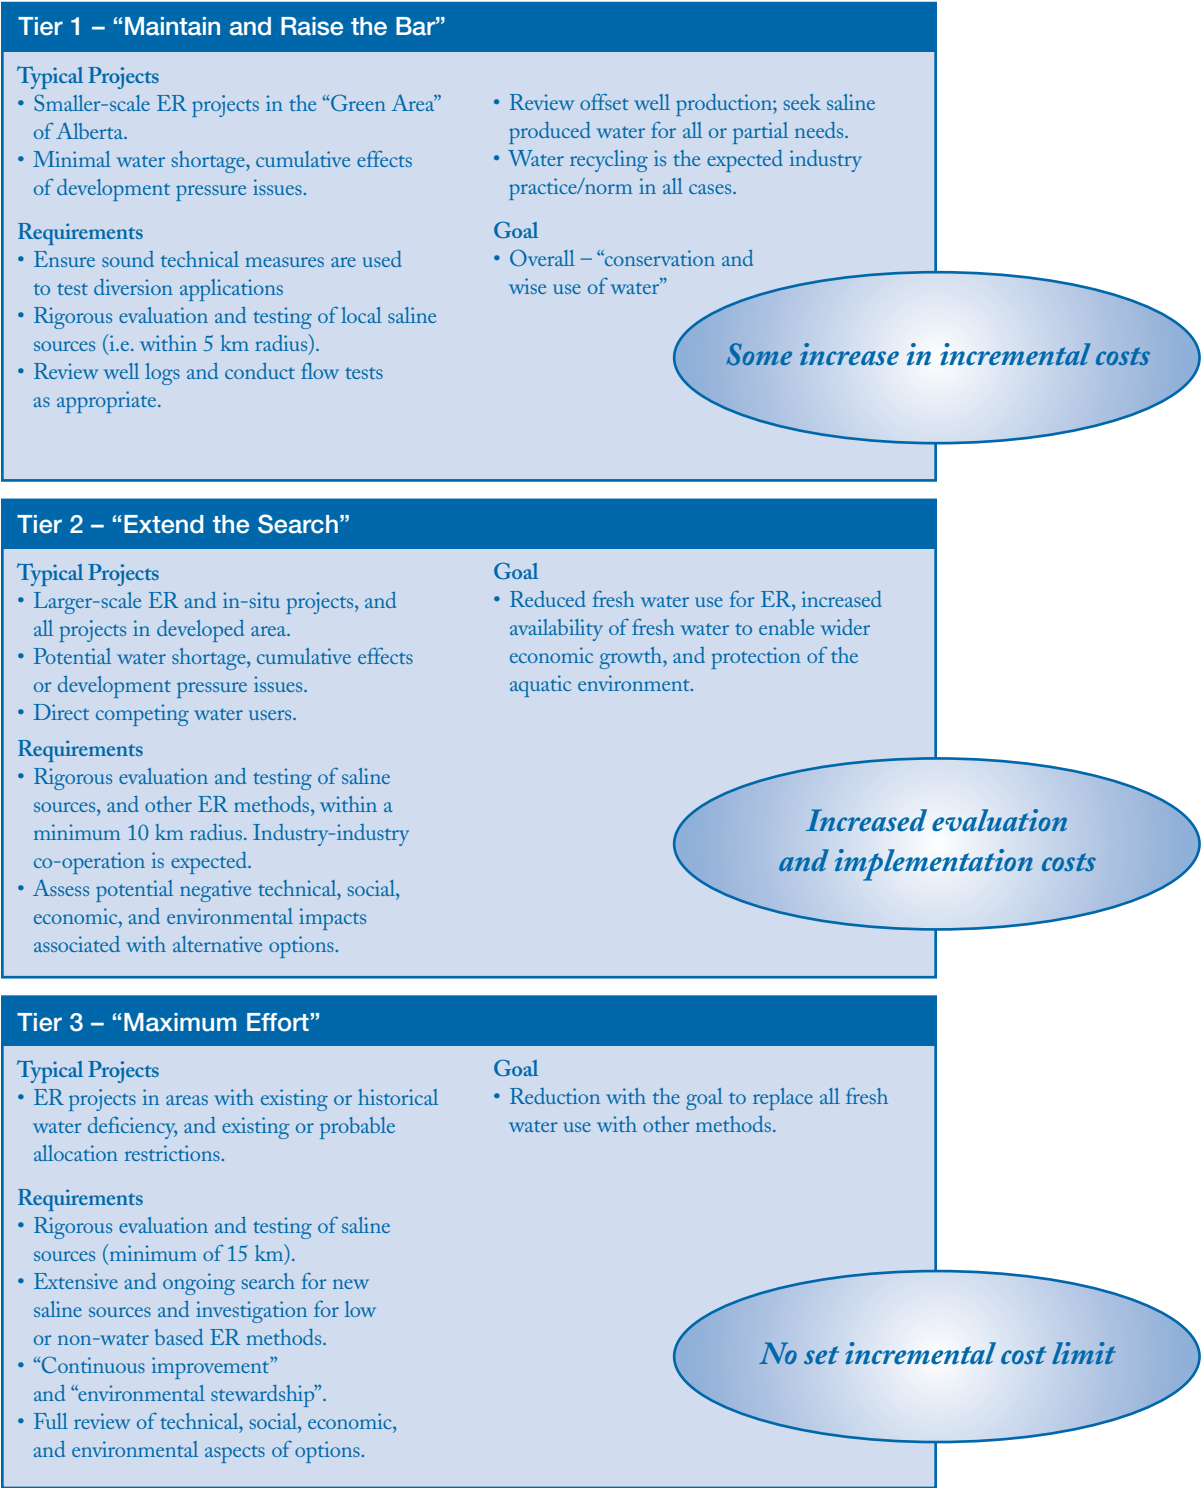 Tier 1 – “Maintain and Raise the Bar”
Typical Projects
• Smaller-scale ER projects in the “Green Area”
of Alberta.
• Minimal water shortage, cumulative effects
of development pressure issues.
Requirements
• Ensure sound technical measures are used
to test diversion applications
• Rigorous evaluation and testing of local saline
sources (i.e. within 5 km radius).
• Review well logs and conduct flow tests
as appropriate.
• Review offset well production; seek saline
produced water for all or partial needs.
• Water recycling is the expected industry
practice/norm in all cases.
Goal
• Overall – “conservation and
wise use of water”
Some increase in incremental costs
Tier 2 – “Extend the Search”
Typical Projects
• Larger-scale ER and in-situ projects, and
all projects in developed area.
• Potential water shortage, cumulative effects
or development pressure issues.
• Direct competing water users.
Requirements
• Rigorous evaluation and testing of saline
sources, and other ER methods, within a
minimum 10 km radius. Industry-industry
co-operation is expected.
• Assess potential negative technical, social,
economic, and environmental impacts
associated with alternative options.
Goal
• Reduced fresh water use for ER, increased
availability of fresh water to enable wider
economic growth, and protection of the
aquatic environment.
Increased evaluation
and implementation costs
Tier 3 – “Maximum Effort”
Typical Projects
• ER projects in areas with existing or historical
water deficiency, and existing or probable
allocation restrictions.
Requirements
• Rigorous evaluation and testing of saline
sources (minimum of 15 km).
• Extensive and ongoing search for new
saline sources and investigation for low
or non-water based ER methods.
• “Continuous improvement”
and “environmental stewardship”.
• Full review of technical, social, economic,
and environmental aspects of options.
Goal
• Reduction with the goal to replace all fresh
water use with other methods.
No set incremental cost limit